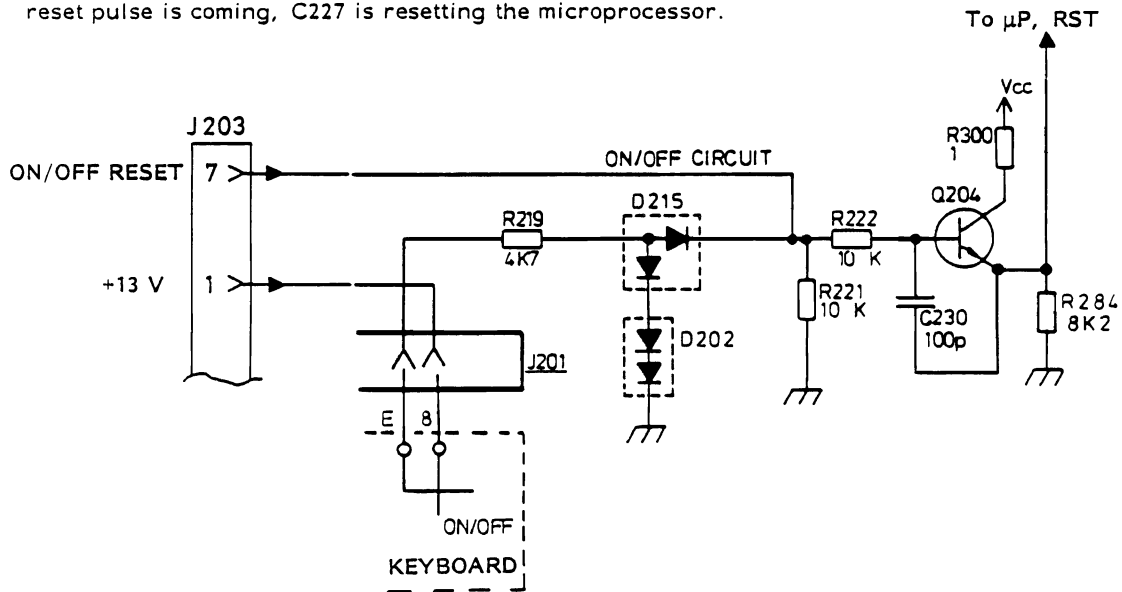 reset pulse is coming, C227 is resetting the microprocessor.
To µP, RST
Vcc
J203
R300
1
ON/OFF RESET 7
ON/OFF CIRCUIT
Q204
D215
R219
R222
4K7
10 K
+13 V 1
R221
10 K
C230
100p
R284
8K2
D202
J201
E 8
ON/OFF
KEYBOARD